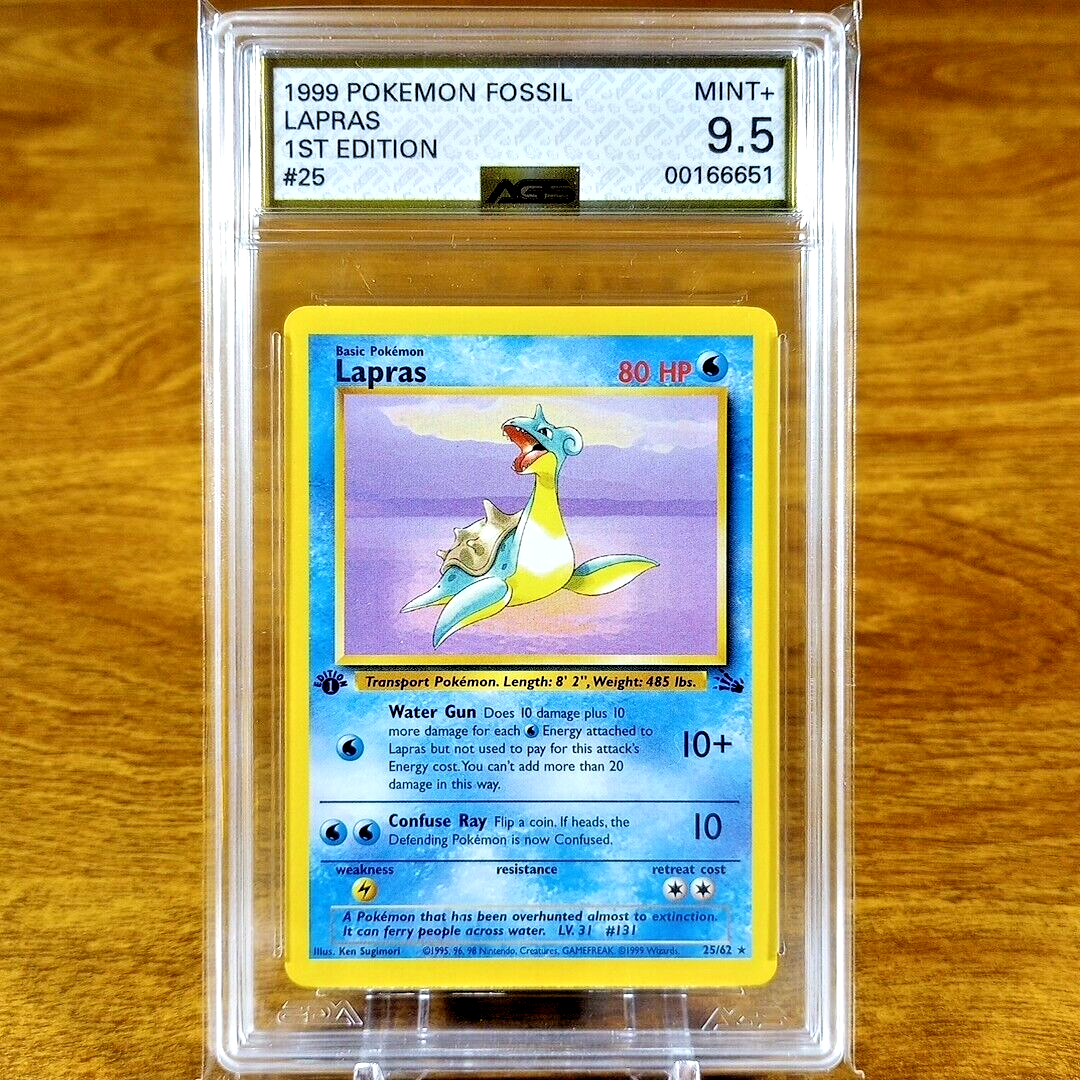 1999 POKEMON FOSSIL
MINT+
LAPRAS
9.5
1ST EDITION
#25
00166651
AGS
Basic Pokémon
Lapras
80 HP
EDITION
1
Transport Pokémon. Length: 8' 2", Weight: 485 lbs.
Water Gun Does 10 damage plus 10
more damage for each Energy attached to
Lapras but not used to pay for this attack's
Energy cost. You can't add more than 20
damage in this way.
10+
Confuse Ray Flip a coin. If heads, the
Defending Pokémon is now Confused.
10
weakness
resistance
retreat cost
A Pokémon that has been overhunted almost to extinction.
It can ferry people across water. LV. 31 #131
Illus. Ken Sugimori
©1995, 96, 98 Nintendo, Creatures, GAMEFREAK. ©1999 Wizards.
25/62 ★
AGS